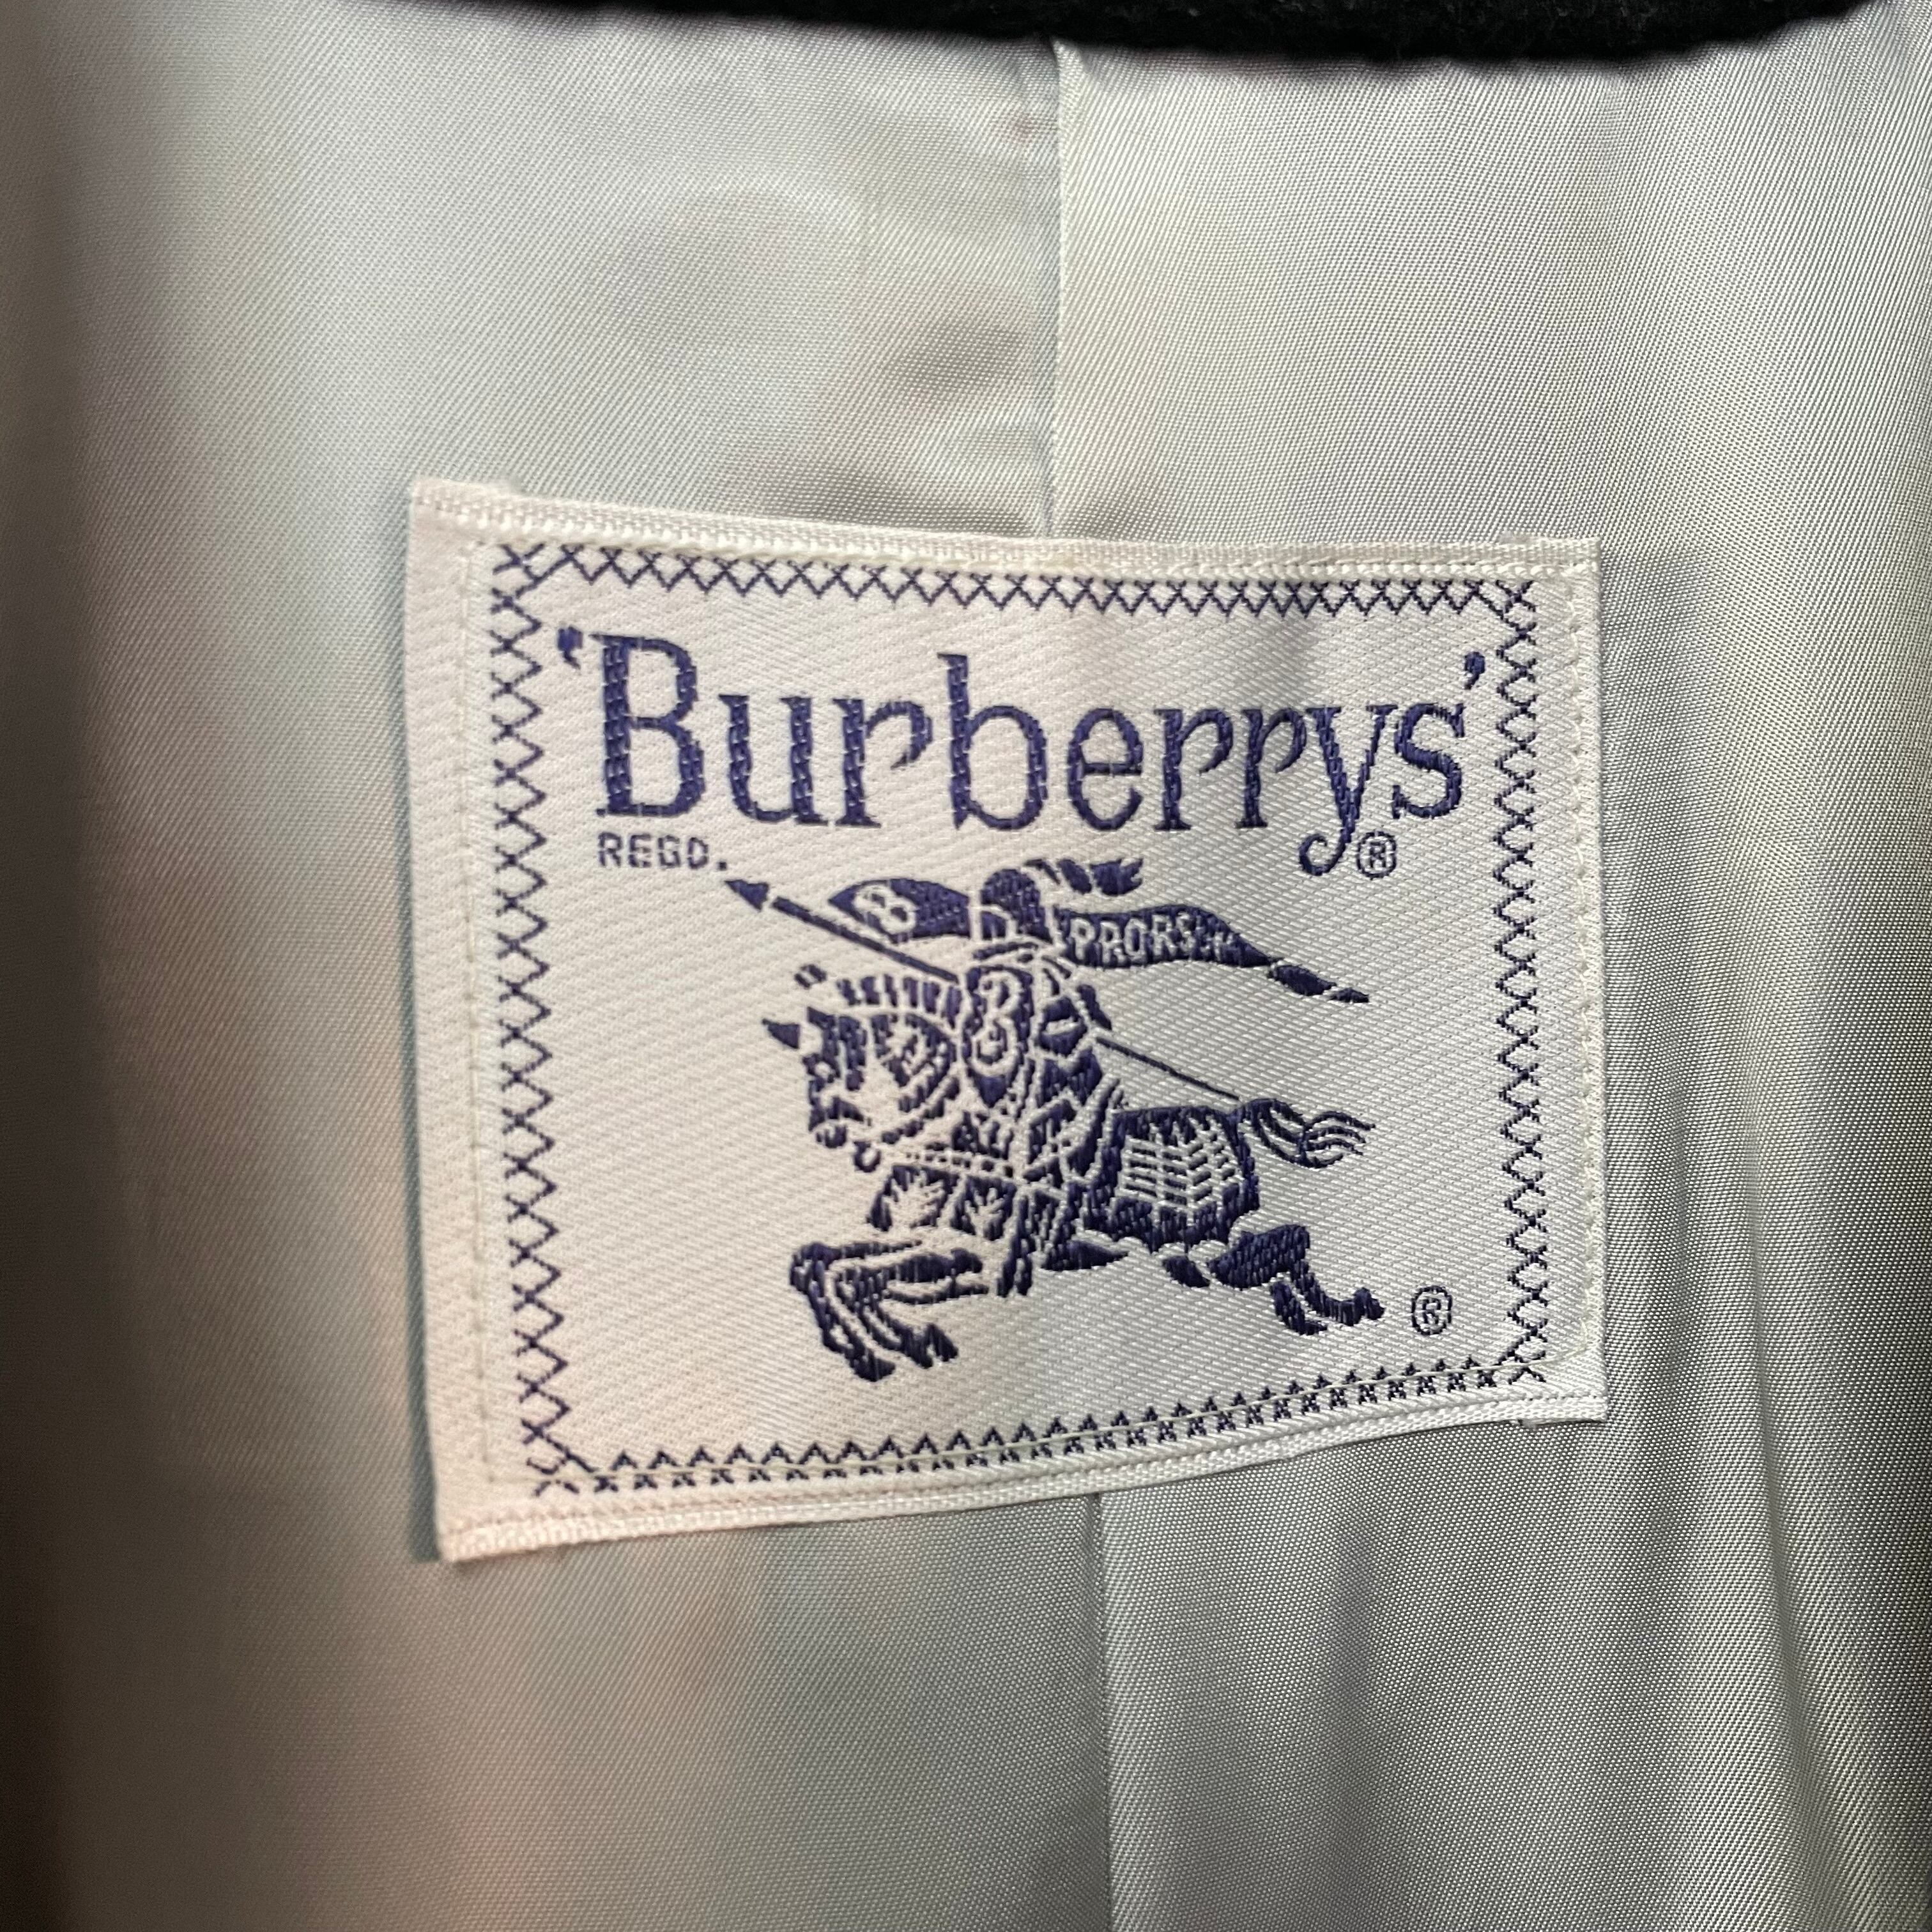 'Burberrys'
REGD. ®
B PRORSUM
B
®